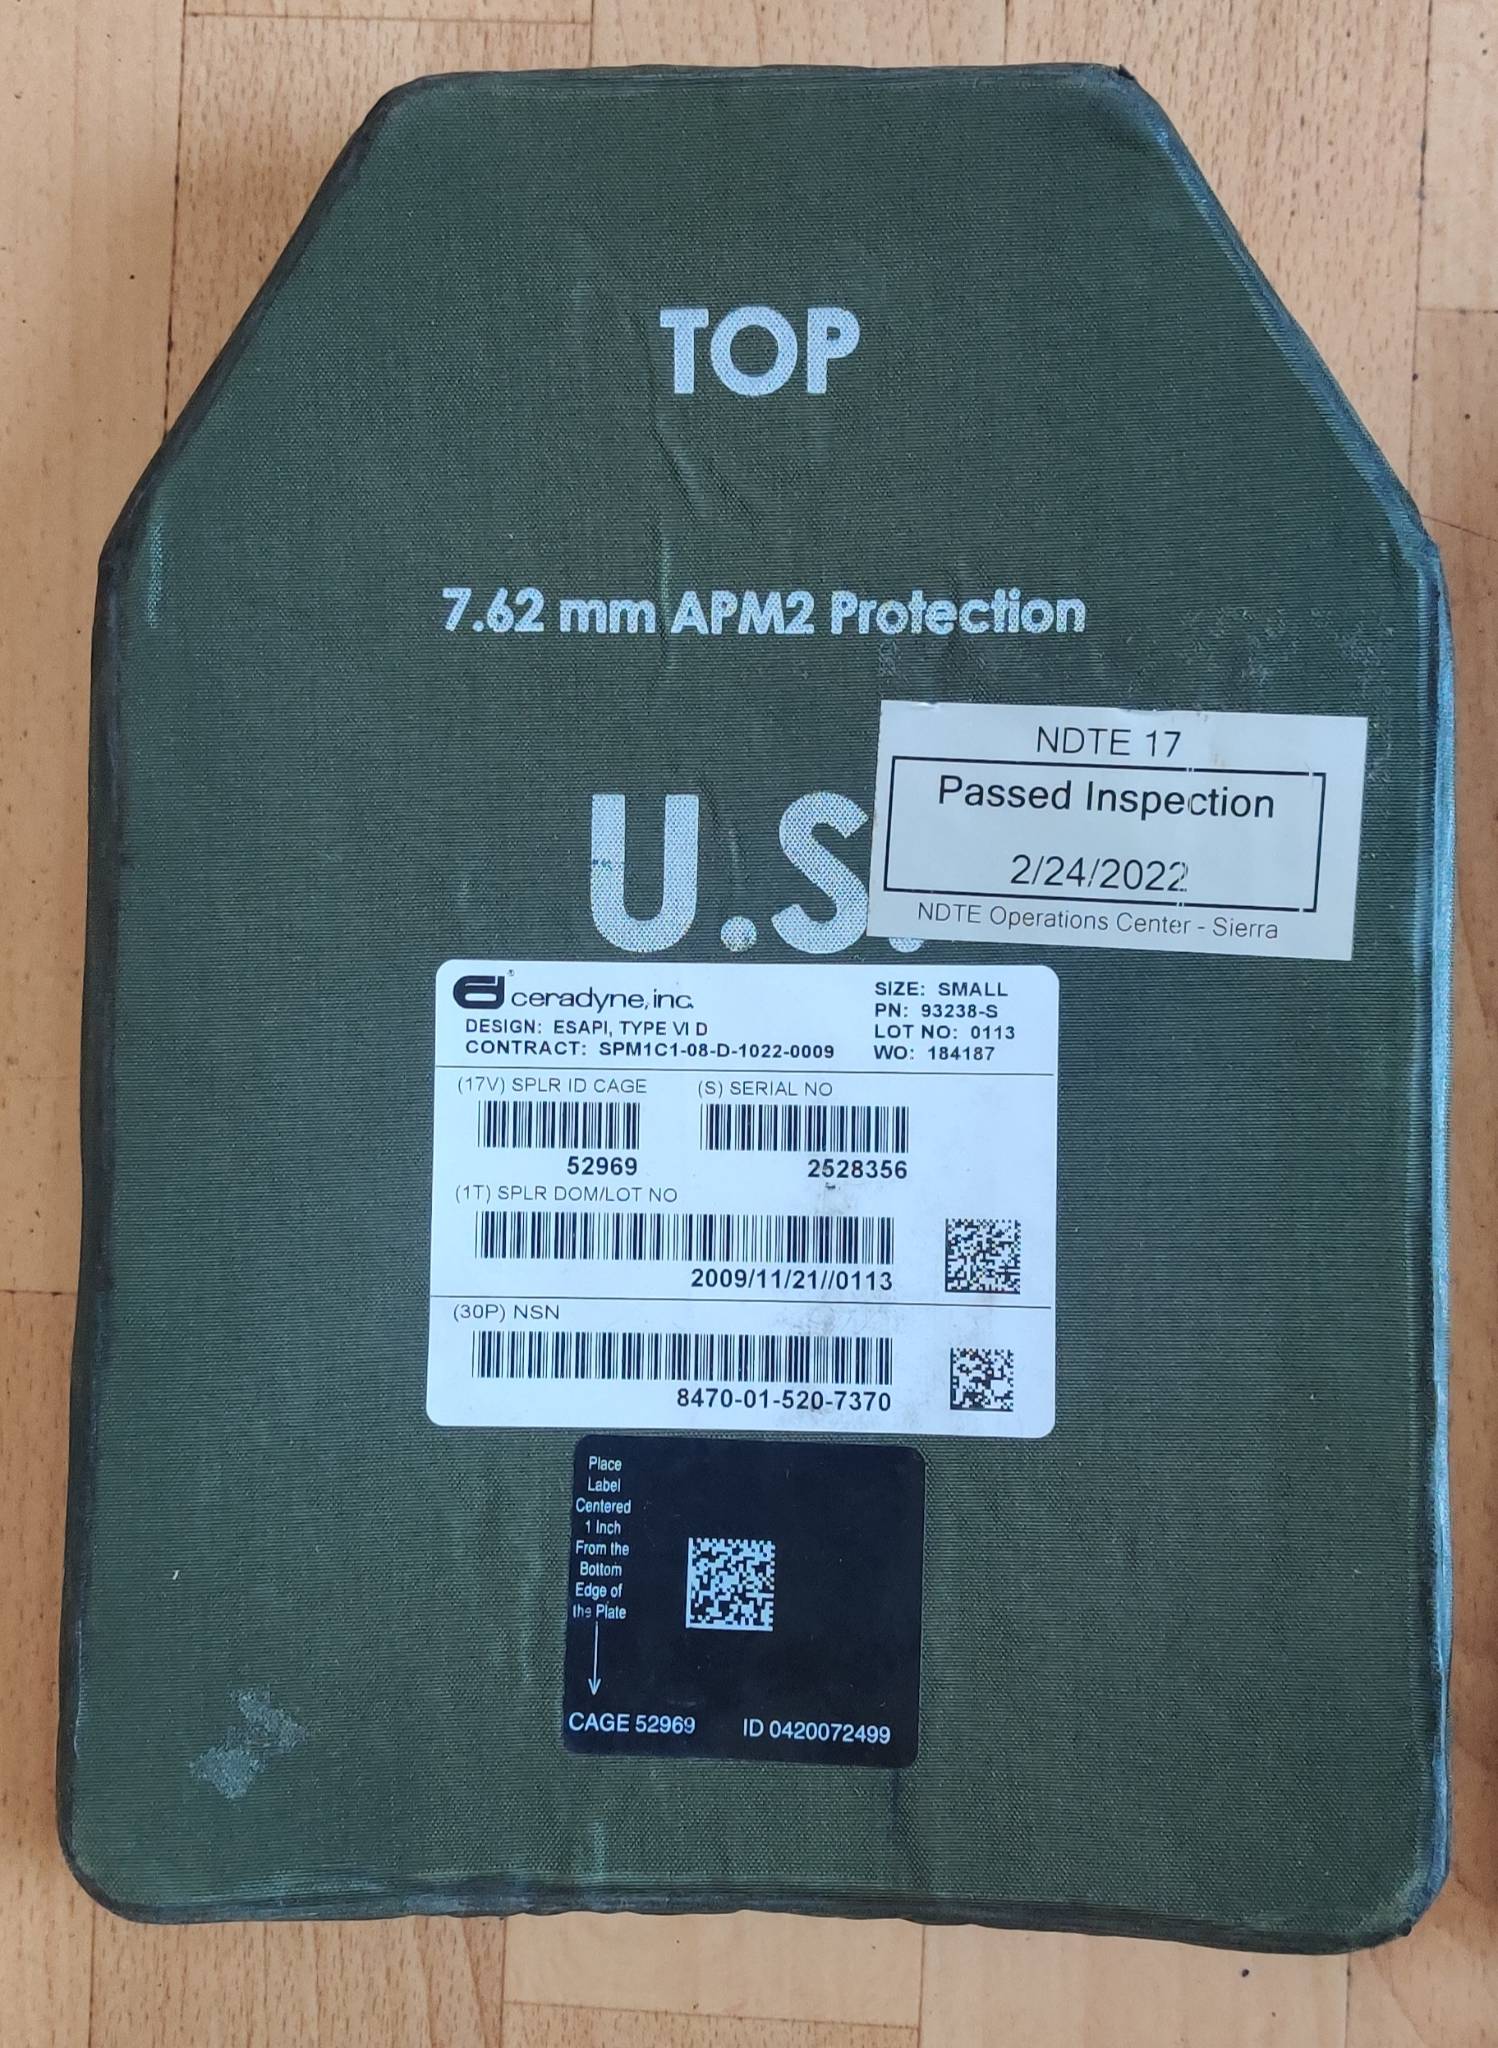 TOP
7.62 mm APM2 Protection
U.S.
NDTE 17
Passed Inspection
2/24/2022
NDTE Operations Center - Sierra
ceradyne, inc.
DESIGN: ESAPI, TYPE VI D
CONTRACT: SPM1C1-08-D-1022-0009
SIZE: SMALL
PN: 93238-S
LOT NO: 0113
WO: 184187
(17V) SPLR ID CAGE
52969
(S) SERIAL NO
2528356
(1T) SPLR DOM/LOT NO
2009/11/21//0113
(30P) NSN
8470-01-520-7370
Place
Label
Centered
1 Inch
From the
Bottom
Edge of
the Plate
CAGE 52969 ID 0420072499